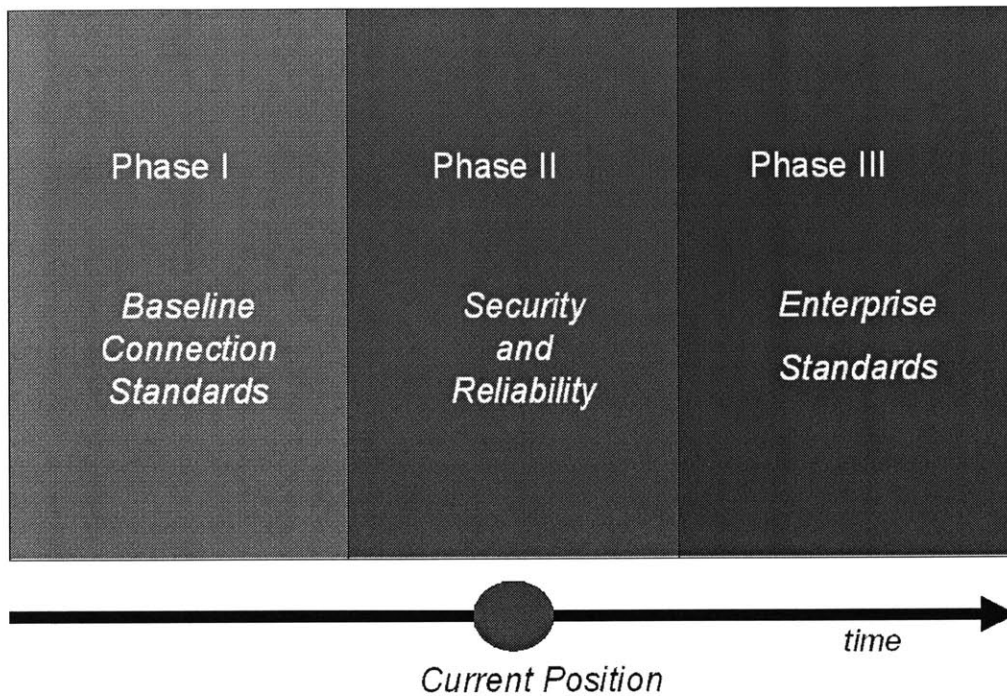 Phase I
Baseline
Connection
Standards
Phase II
Security
and
Reliability
Phase III
Enterprise
Standards
time
Current Position